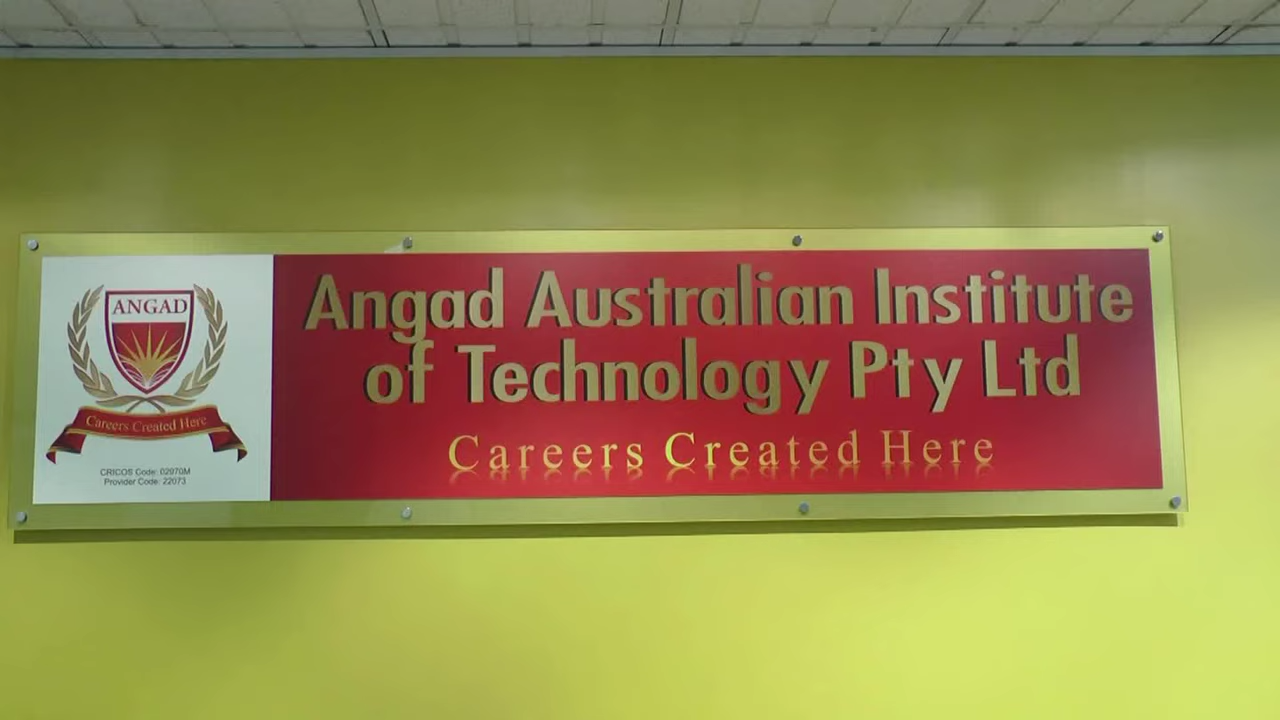 ANGAD
Careers Created Here
CRICOS Code: 02970M
Provider Code: 22073
Angad Australian Institute
of Technology Pty Ltd
Careers Created Here